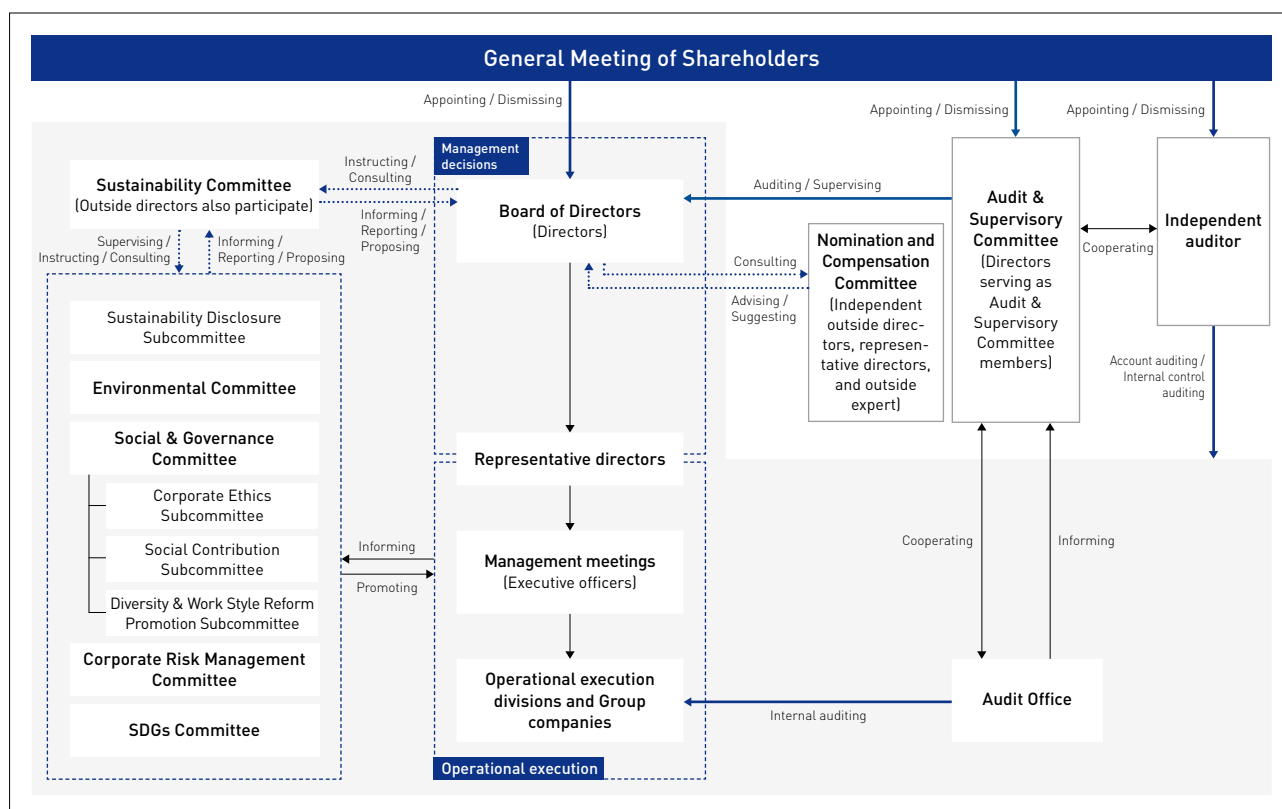 General Meeting of Shareholders
Appointing / Dismissing
Appointing / Dismissing
Appointing / Dismissing
Management
decisions
Instructing /
Consulting
Sustainability Committee
(Outside directors also participate)
Informing /
Reporting /
Proposing
Board of Directors
(Directors)
Auditing / Supervising
Audit &
Supervisory
Committee
(Directors
serving as
Audit &
Supervisory
Committee
members)
Cooperating
Independent
auditor
Supervising /
Instructing / Consulting
Informing /
Reporting / Proposing
Consulting
Advising /
Suggesting
Nomination and
Compensation
Committee
(Independent
outside direc-
tors, represen-
tative directors,
and outside
expert)
Account auditing /
Internal control
auditing
Sustainability Disclosure
Subcommittee
Environmental Committee
Social & Governance
Committee
Corporate Ethics
Subcommittee
Social Contribution
Subcommittee
Diversity & Work Style Reform
Promotion Subcommittee
Corporate Risk Management
Committee
SDGs Committee
Informing
Promoting
Representative directors
Management meetings
(Executive officers)
Operational execution
divisions and Group
companies
Operational execution
Cooperating
Informing
Internal auditing
Audit Office